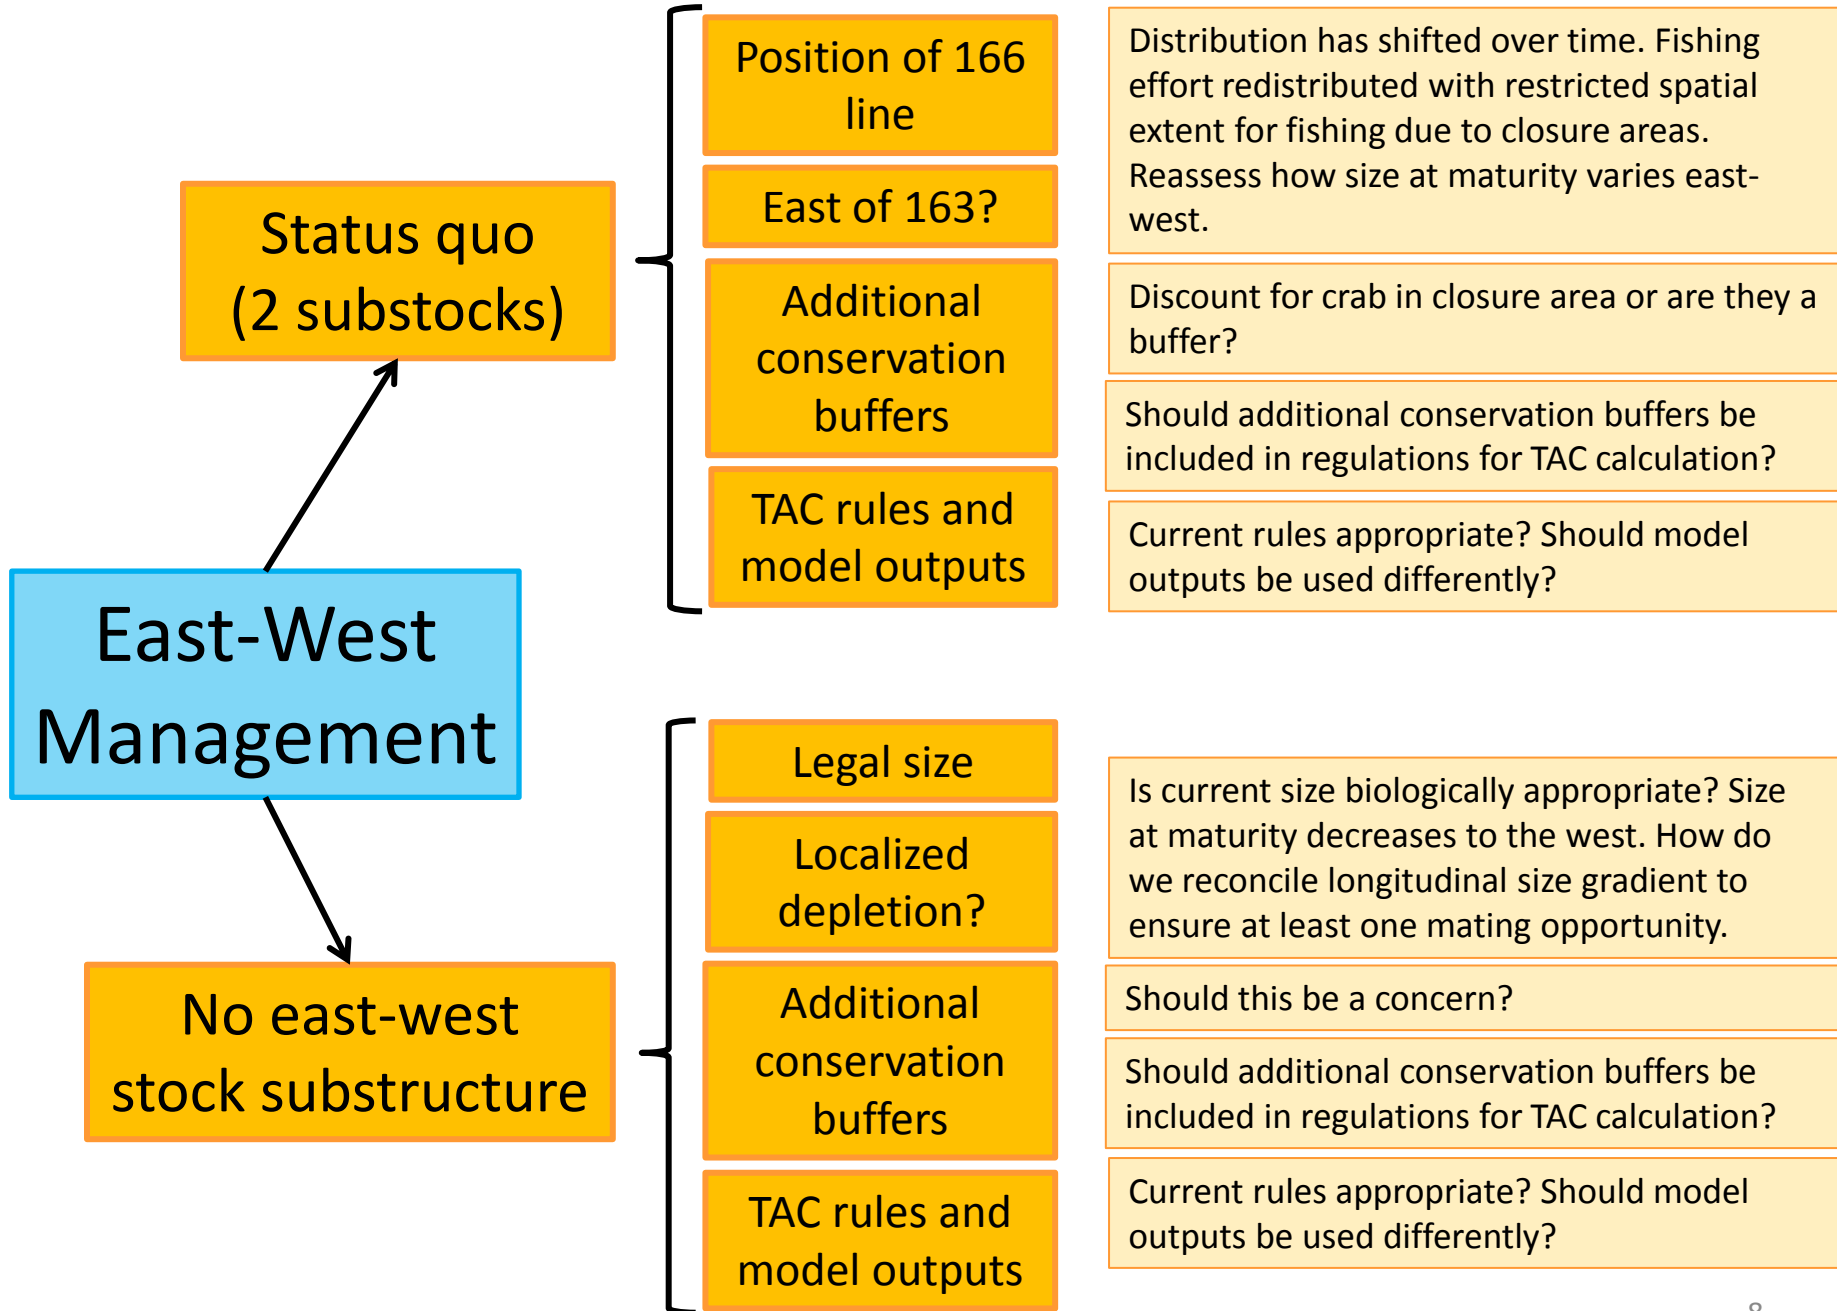 East-West
Management
Status quo
(2 substocks)
Position of 166
line
East of 163?
Additional
conservation
buffers
TAC rules and
model outputs
Distribution has shifted over time. Fishing
effort redistributed with restricted spatial
extent for fishing due to closure areas.
Reassess how size at maturity varies east-
west.
Discount for crab in closure area or are they a
buffer?
Should additional conservation buffers be
included in regulations for TAC calculation?
Current rules appropriate? Should model
outputs be used differently?
No east-west
stock substructure
Legal size
Localized
depletion?
Additional
conservation
buffers
TAC rules and
model outputs
Is current size biologically appropriate? Size
at maturity decreases to the west. How do
we reconcile longitudinal size gradient to
ensure at least one mating opportunity.
Should this be a concern?
Should additional conservation buffers be
included in regulations for TAC calculation?
Current rules appropriate? Should model
outputs be used differently?